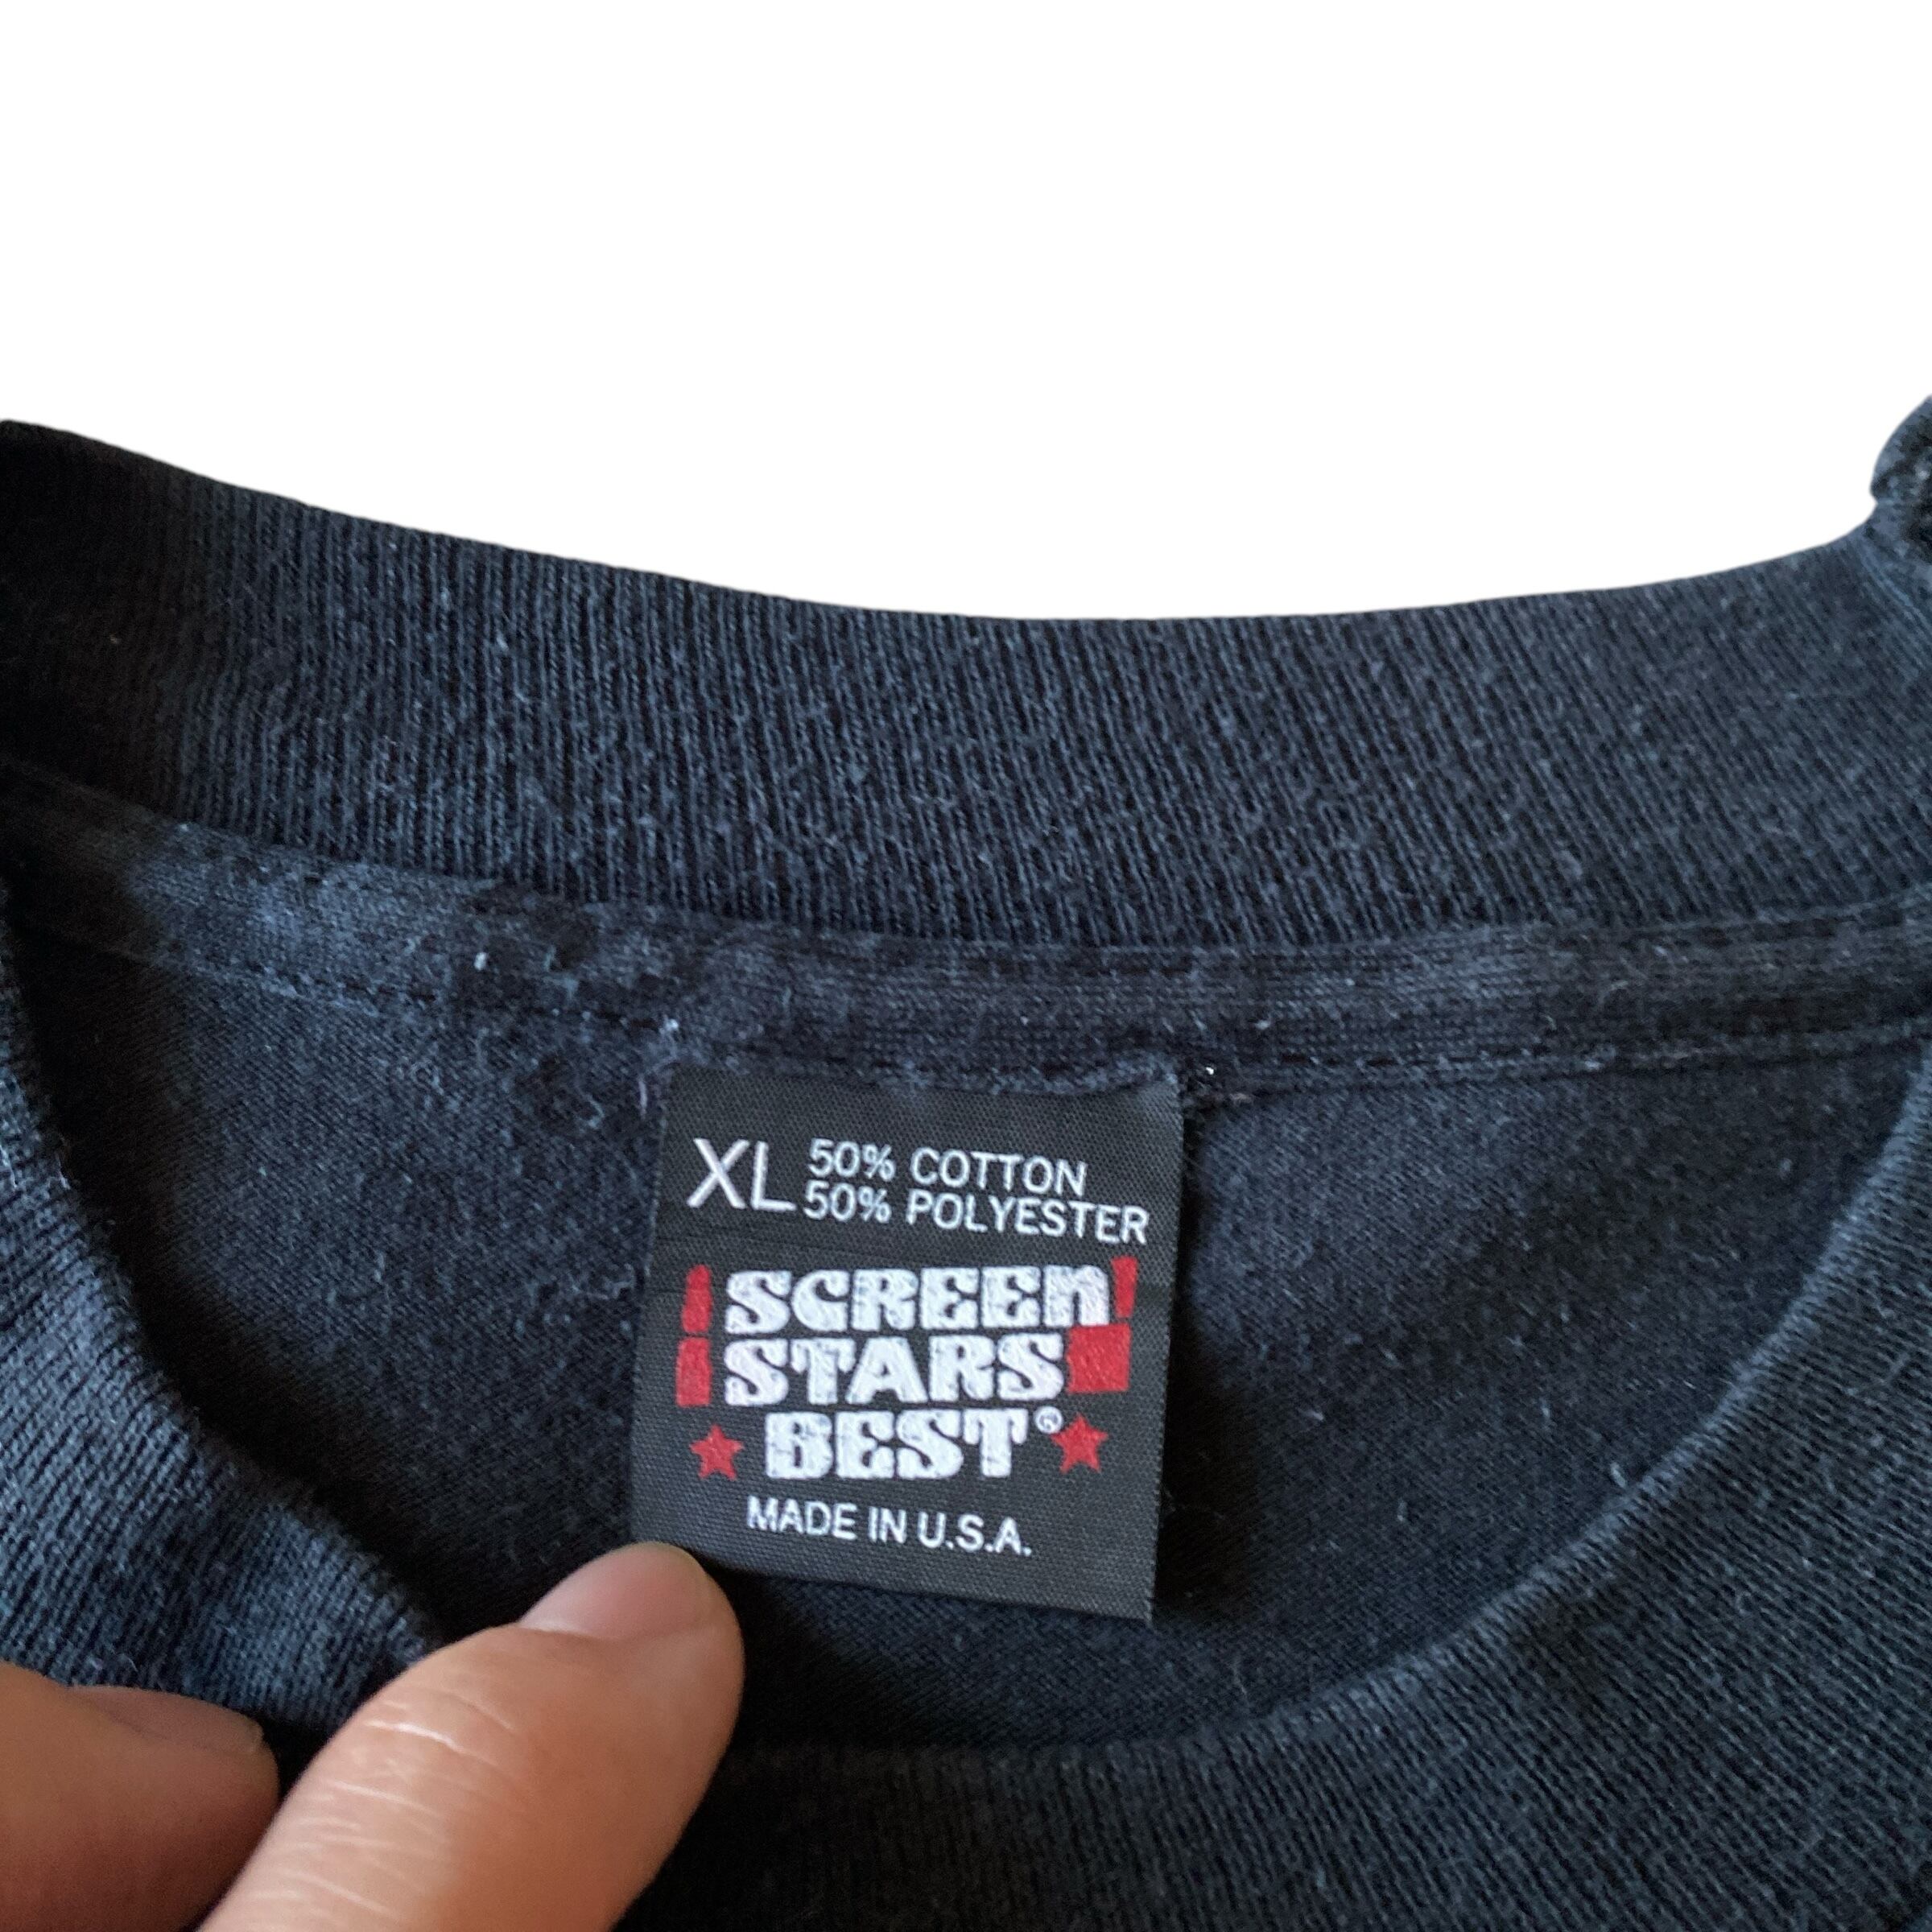 XL 50% COTTON
50% POLYESTER
SCREEN
STARS
BEST®
MADE IN U.S.A.